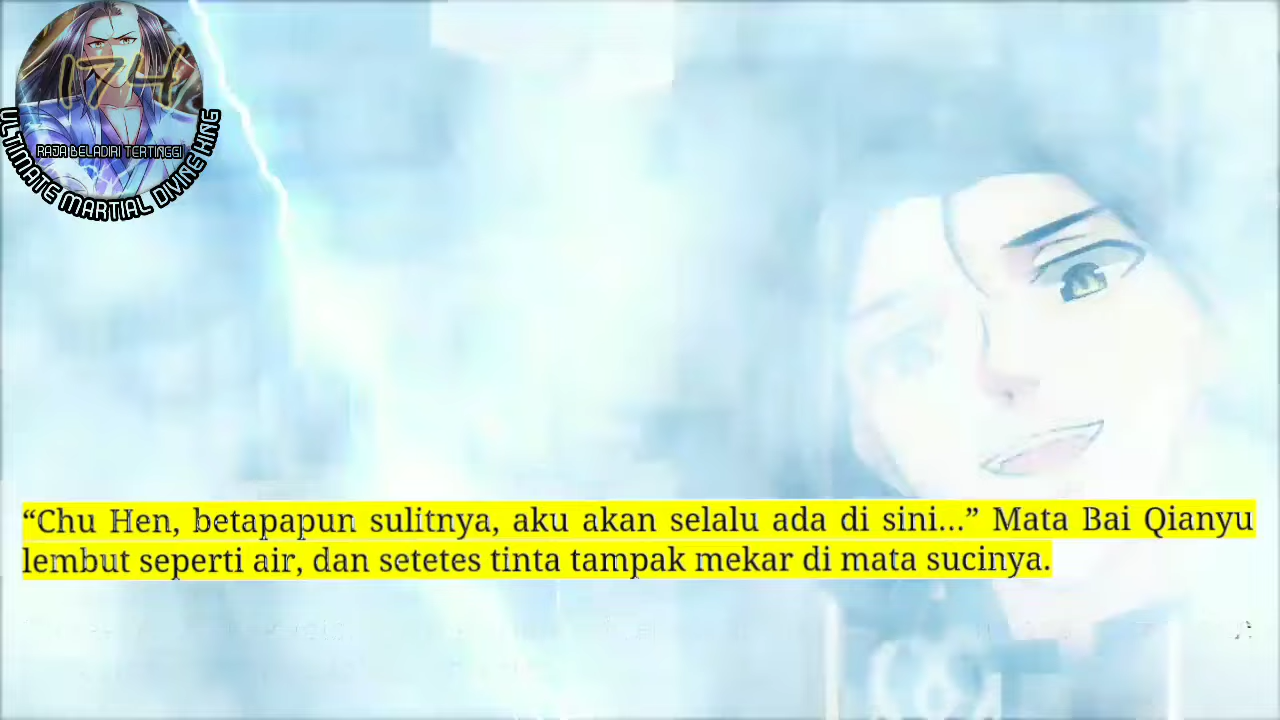 174
RAJA BELADIRI TERTINGGI
ULTIMATE MARTIAL DIVINE KING
“Chu Hen, betapapun sulitnya, aku akan selalu ada di sini...” Mata Bai Qianyu
lembut seperti air, dan setetes tinta tampak mekar di mata sucinya.